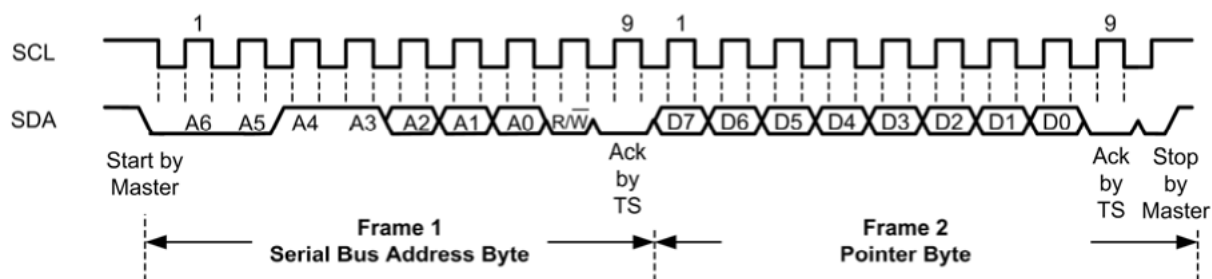 1 9 1 9
SCL
SDA A6 A5 A4 A3 A2 A1 A0 R/W̅ D7 D6 D5 D4 D3 D2 D1 D0
Start by
Master
Ack
by
TS
Ack
by
TS
Stop
by
Master
Frame 1
Serial Bus Address Byte
Frame 2
Pointer Byte